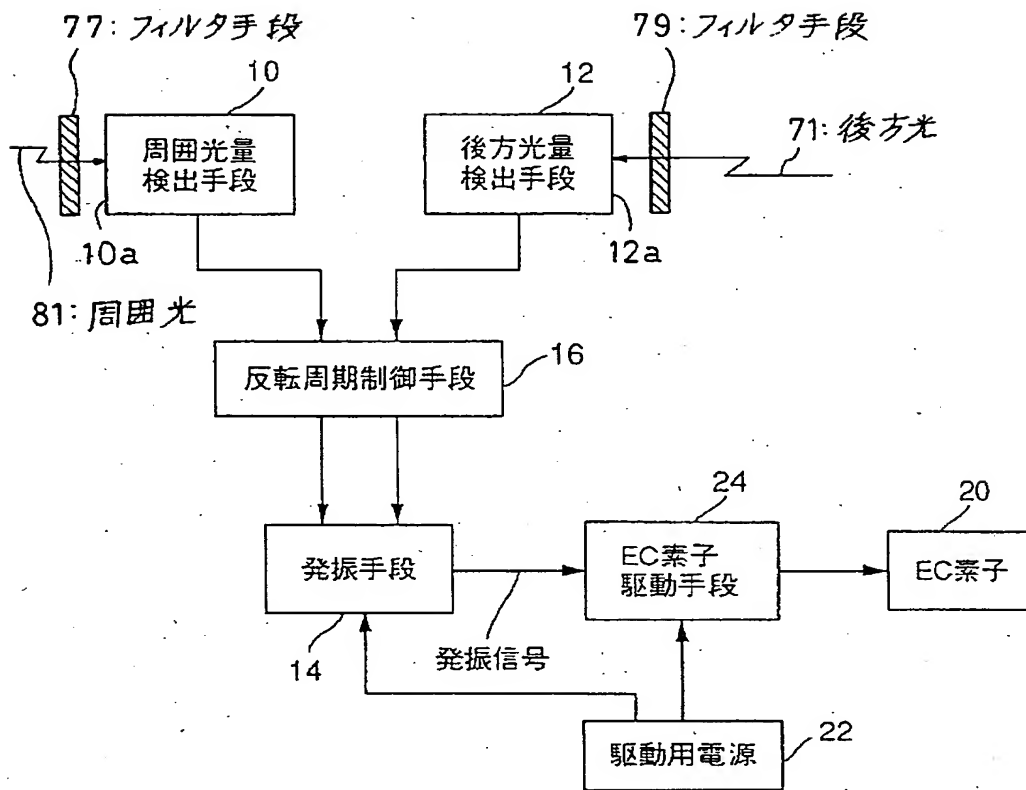 77:フィルタ手段
79:フィルタ手段
10
12
周囲光量
検出手段
後方光量
検出手段
71:後方光
10a
12a
81:周囲光
反転周期制御手段
16
発振手段
14
発振信号
24
EC素子
駆動手段
20
EC素子
駆動用電源
22